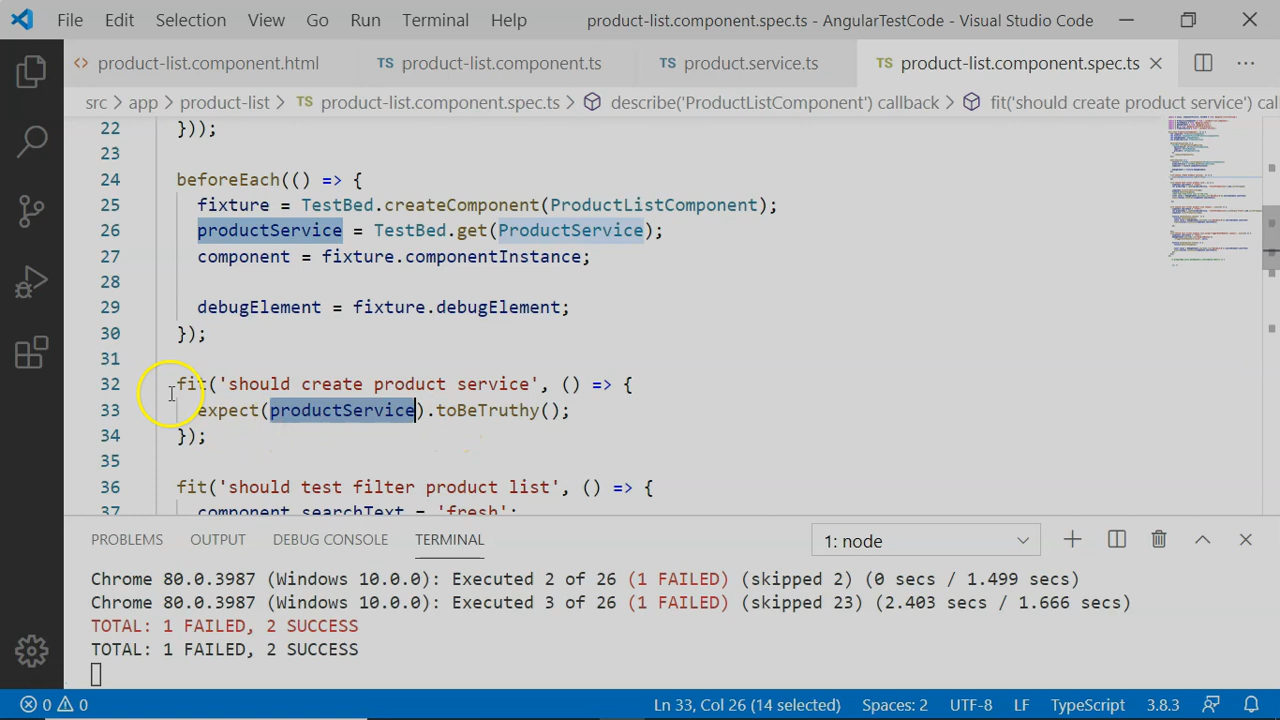 File Edit Selection View Go Run Terminal Help product-list.component.spec.ts - AngularTestCode - Visual Studio Code
<> product-list.component.html TS product-list.component.ts TS product.service.ts TS product-list.component.spec.ts
src > app > product-list > TS product-list.component.spec.ts > describe('ProductListComponent') callback > fit('should create product service') cal
22 }));
23
24 beforeEach(() => {
25 fixture = TestBed.createComponent(ProductListComponent);
26 productService = TestBed.get(ProductService);
27 component = fixture.componentInstance;
28
29 debugElement = fixture.debugElement;
30 });
31
32 fit('should create product service', () => {
33 expect(productService).toBeTruthy();
34 });
35
36 fit('should test filter product list', () => {
37 component.searchText = 'fresh';
PROBLEMS OUTPUT DEBUG CONSOLE TERMINAL 1: node
Chrome 80.0.3987 (Windows 10.0.0): Executed 2 of 26 (1 FAILED) (skipped 2) (0 secs / 1.499 secs)
Chrome 80.0.3987 (Windows 10.0.0): Executed 3 of 26 (1 FAILED) (skipped 23) (2.403 secs / 1.666 secs)
TOTAL: 1 FAILED, 2 SUCCESS
TOTAL: 1 FAILED, 2 SUCCESS
0 0 Ln 33, Col 26 (14 selected) Spaces: 2 UTF-8 LF TypeScript 3.8.3